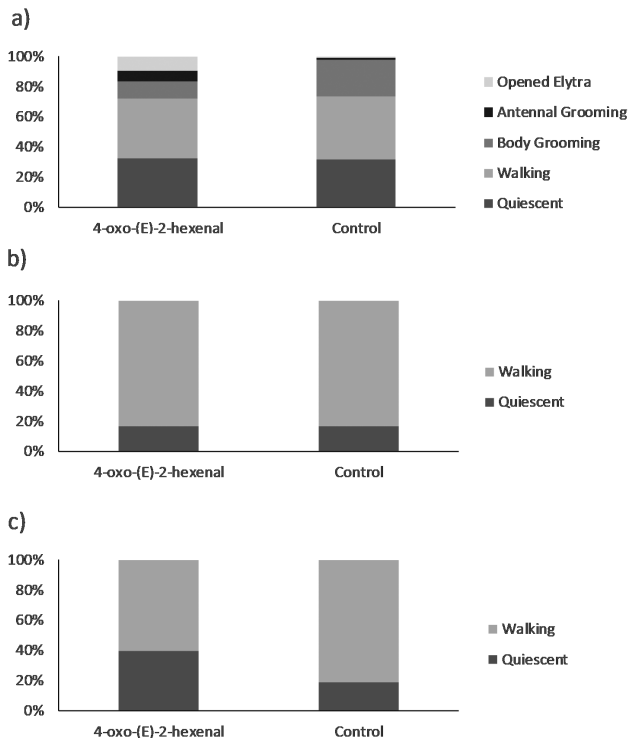 a)
100%
80%
60%
40%
20%
0%
4-oxo-(E)-2-hexenal
Control
Opened Elytra
Antennal Grooming
Body Grooming
Walking
Quiescent
b)
100%
80%
60%
40%
20%
0%
4-oxo-(E)-2-hexenal
Control
Walking
Quiescent
c)
100%
80%
60%
40%
20%
0%
4-oxo-(E)-2-hexenal
Control
Walking
Quiescent